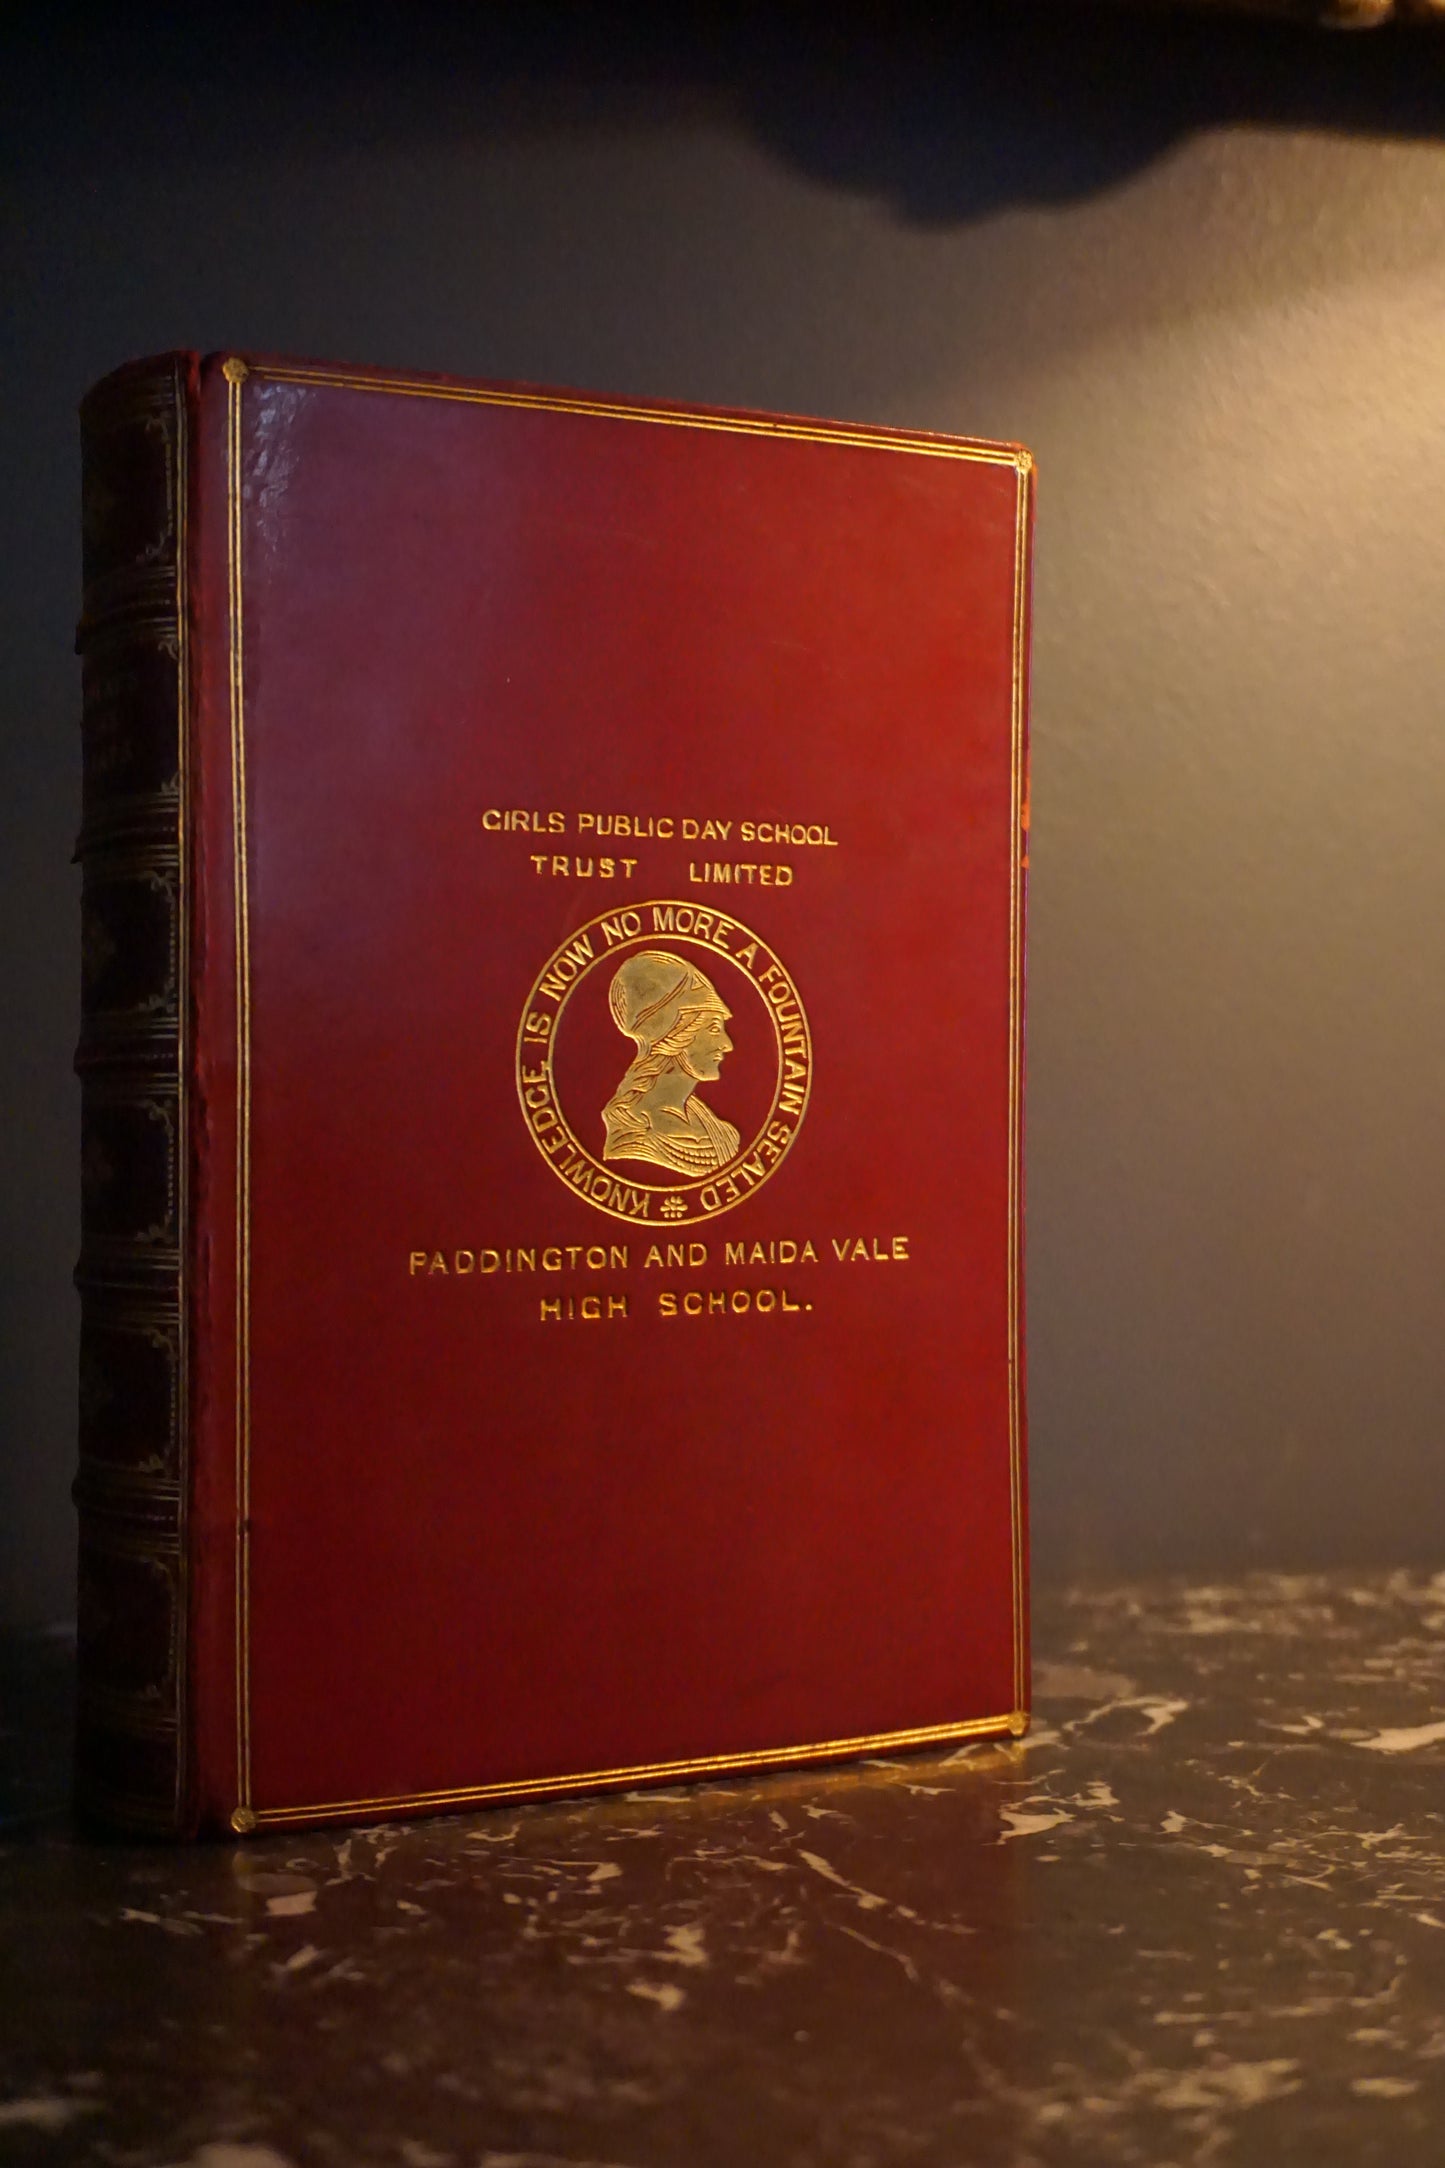 GIRLS PUBLIC DAY SCHOOL
TRUST LIMITED
KNOWLEDGE IS NOW NO MORE A FOUNTAIN SEALED
PADDINGTON AND MAIDA VALE
HIGH SCHOOL.